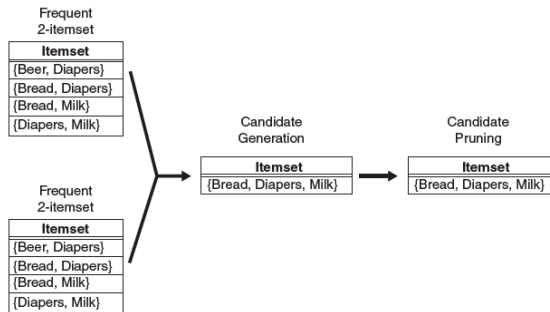 Frequent
2-itemset
Itemset
{Beer, Diapers}
{Bread, Diapers}
{Bread, Milk}
{Diapers, Milk}
Candidate
Generation
Itemset
{Bread, Diapers, Milk}
Candidate
Pruning
Itemset
{Bread, Diapers, Milk}
Frequent
2-itemset
Itemset
{Beer, Diapers}
{Bread, Diapers}
{Bread, Milk}
{Diapers, Milk}